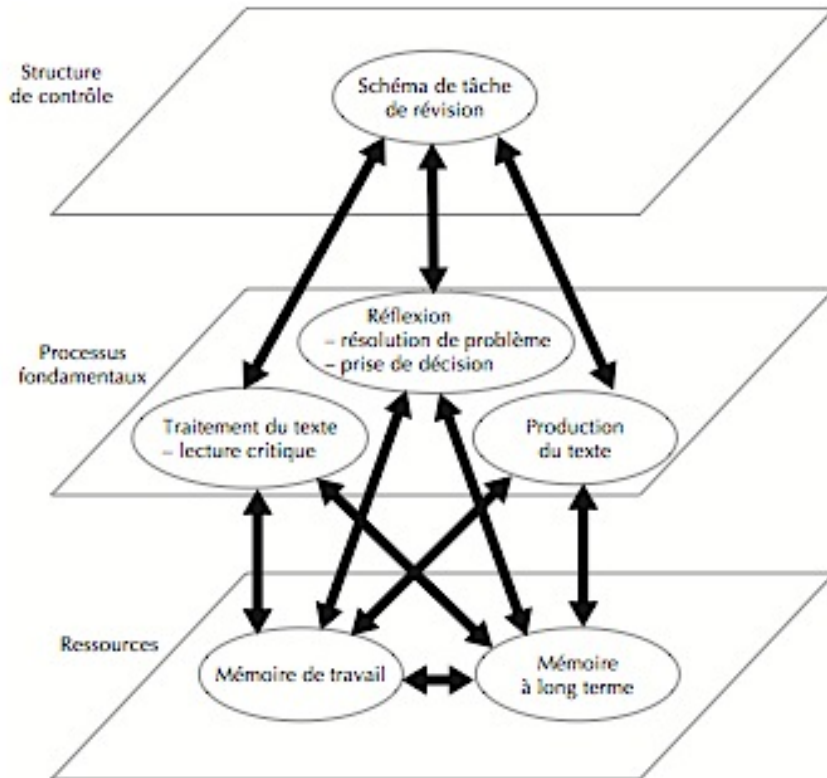 Structure
de contrôle
Schéma de tâche
de révision
Processus
fondamentaux
Réflexion
– résolution de problème
– prise de décision
Traitement du texte
– lecture critique
Production
du texte
Ressources
Mémoire de travail
Mémoire
à long terme